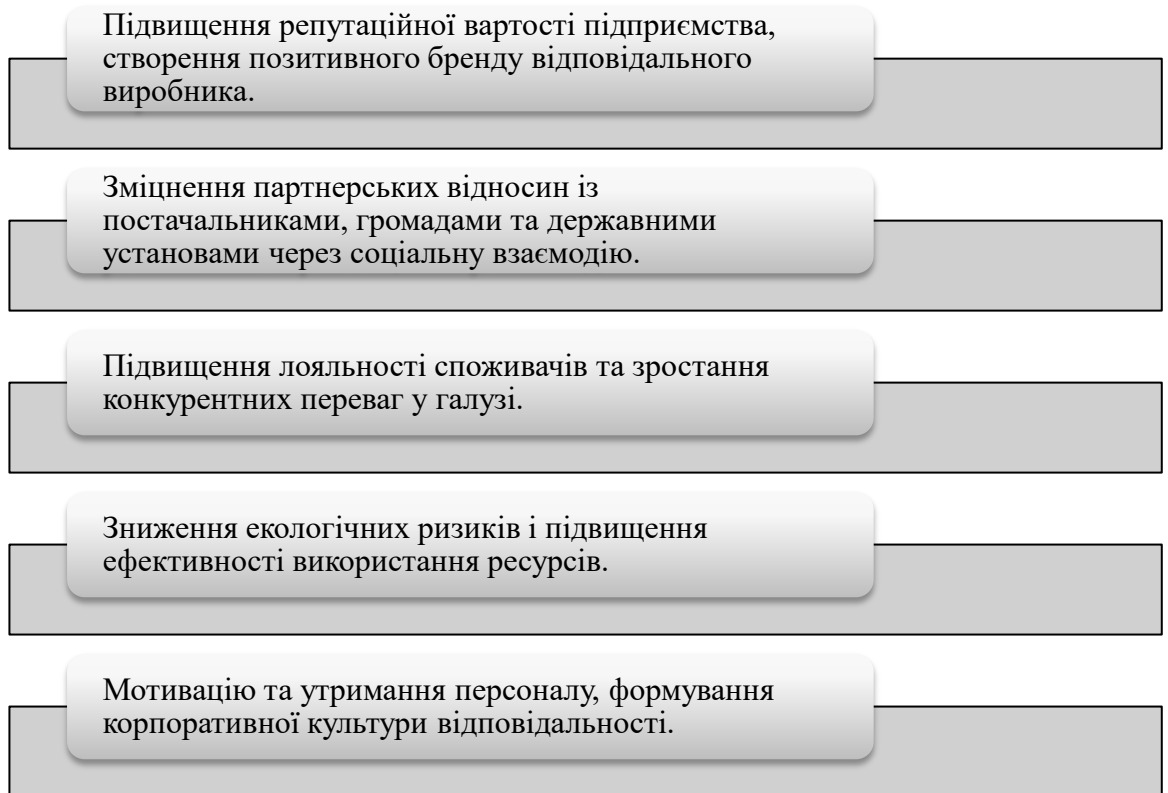 Підвищення репутаційної вартості підприємства,
створення позитивного бренду відповідального
виробника.
Зміцнення партнерських відносин із
постачальниками, громадами та державними
установами через соціальну взаємодію.
Підвищення лояльності споживачів та зростання
конкурентних переваг у галузі.
Зниження екологічних ризиків і підвищення
ефективності використання ресурсів.
Мотивацію та утримання персоналу, формування
корпоративної культури відповідальності.